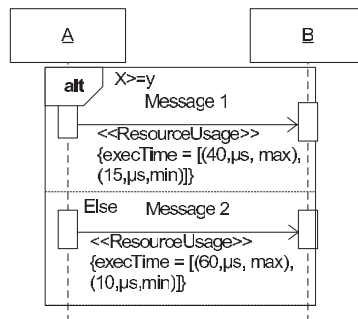 A
B
alt
X>=y
Message 1
<<ResourceUsage>>
{execTime = [(40,μs, max),
(15,μs,min)]}
Else
Message 2
<<ResourceUsage>>
{execTime = [(60,μs, max),
(10,μs,min)]}